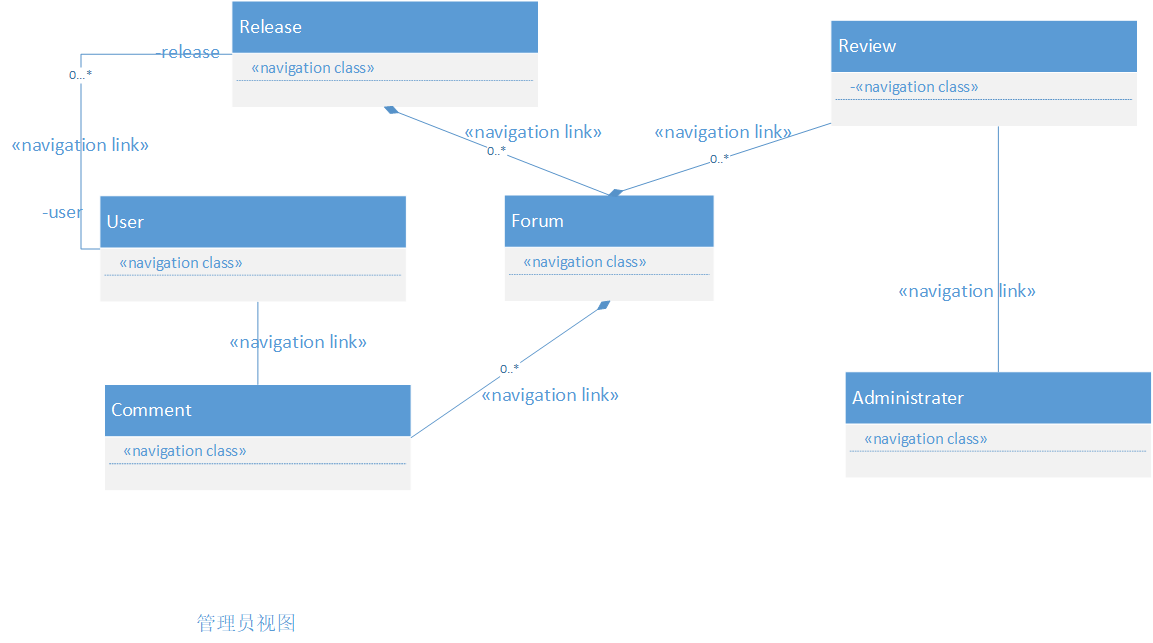 Release
«navigation class»
-release
0...*
«navigation link»
-user
Review
-«navigation class»
«navigation link»
0..*
«navigation link»
0..*
User
«navigation class»
Forum
«navigation class»
«navigation link»
«navigation link»
0..*
«navigation link»
Comment
«navigation class»
Administrater
«navigation class»
管理员视图